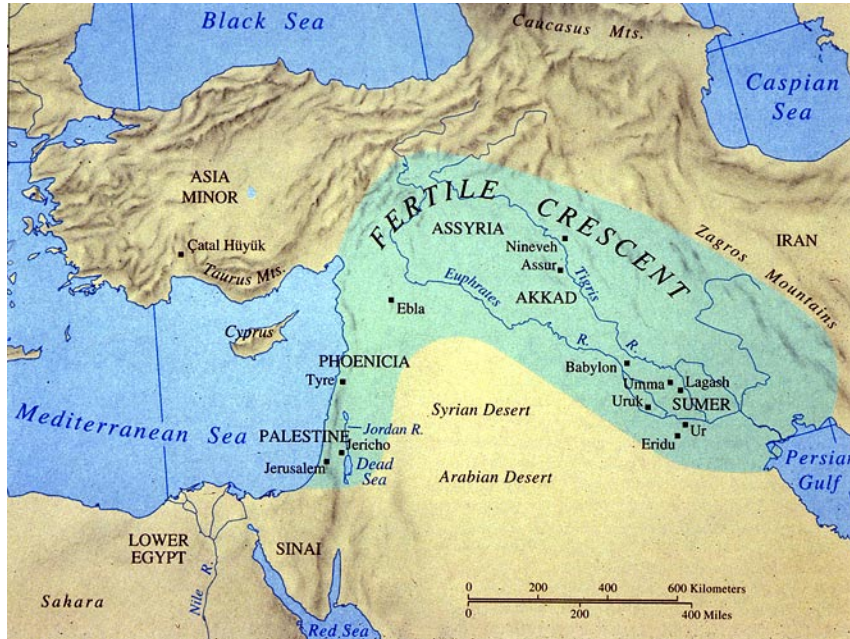 Black Sea
Caucasus Mts.
Caspian
Sea
ASIA
MINOR
FERTILE CRESCENT
ASSYRIA
IRAN
Zagros Mountains
Çatal Hüyük
Taurus Mts.
Nineveh
Assur
Tigris
R.
AKKAD
Euphrates
R.
Ebla
Cyprus
PHOENICIA
Tyre
Babylon
Umma
Lagash
Uruk
SUMER
Mediterranean Sea
Syrian Desert
PALESTINE
Jordan R.
Jericho
Jerusalem
Dead
Sea
Ur
Eridu
Arabian Desert
Persian
Gulf
LOWER
EGYPT
SINAI
Nile R.
Sahara
Red Sea
0 200 400 600 Kilometers
0 200 400 Miles